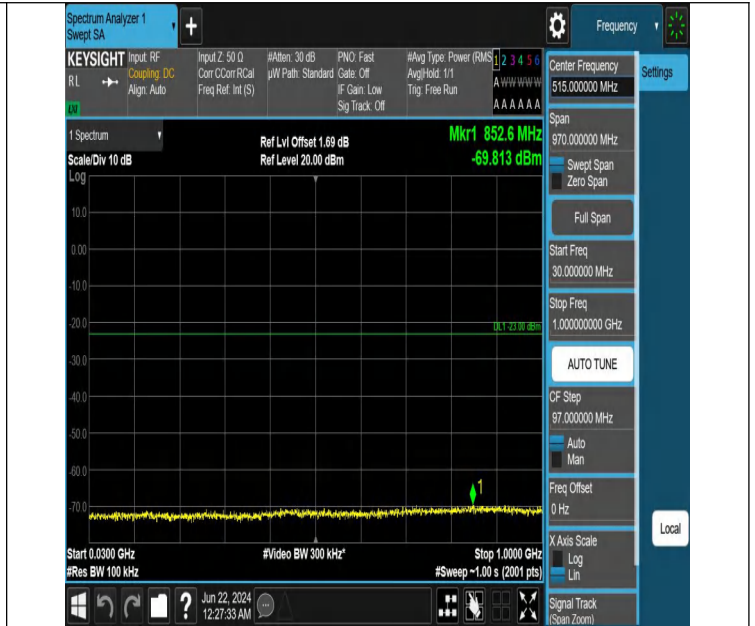 Spectrum Analyzer 1
Swept SA
Frequency
KEYSIGHT
RL
LXI
Input: RF
Coupling: DC
Align: Auto
Input Z: 50 Ω
Corr CCorr RCal
Freq Ref: Int (S)
#Atten: 30 dB
µW Path: Standard
PNO: Fast
Gate: Off
IF Gain: Low
Sig Track: Off
#Avg Type: Power (RMS
Avg|Hold: 1/1
Trig: Free Run
1 2 3 4 5 6
A W W W W W
A A A A A A
1 Spectrum
Scale/Div 10 dB
Log
Ref Lvl Offset 1.69 dB
Ref Level 20.00 dBm
Mkr1 852.6 MHz
-69.813 dBm
10.0
0.00
-10.0
-20.0
DL1 -23.00 dBm
-30.0
-40.0
-50.0
-60.0
-70.0
1
Start 0.0300 GHz
#Res BW 100 kHz
#Video BW 300 kHz*
Stop 1.0000 GHz
#Sweep ~1.00 s (2001 pts)
?
Jun 22, 2024
12:27:33 AM
Center Frequency
515.000000 MHz
Span
970.000000 MHz
Swept Span
Zero Span
Full Span
Start Freq
30.000000 MHz
Stop Freq
1.000000000 GHz
AUTO TUNE
CF Step
97.000000 MHz
Auto
Man
Freq Offset
0 Hz
X Axis Scale
Log
Lin
Signal Track
(Span Zoom)
Settings
Local